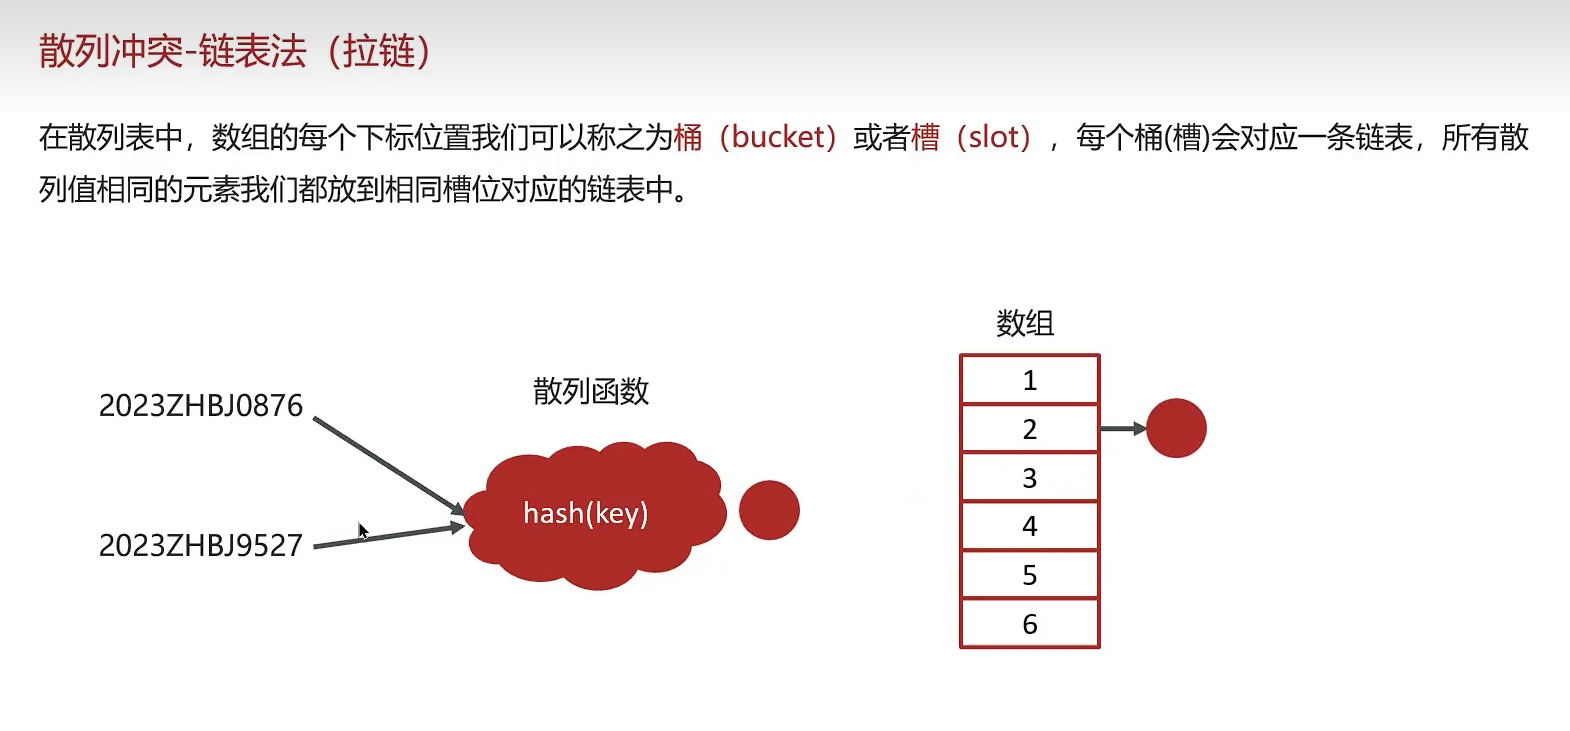 散列冲突-链表法（拉链）
在散列表中，数组的每个下标位置我们可以称之为桶（bucket）或者槽（slot），每个桶(槽)会对应一条链表，所有散
列值相同的元素我们都放到相同槽位对应的链表中。
2023ZHBJ0876
2023ZHBJ9527
散列函数
hash(key)
数组
1
2
3
4
5
6